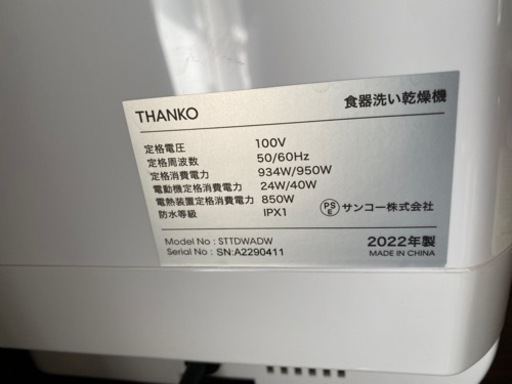 THANKO 食器洗い乾燥機
定格電圧 100V
定格周波数 50/60Hz
定格消費電力 934W/950W
電動機定格消費電力 24W/40W
電熱装置定格消費電力 850W
防水等級 IPX1
PSE サンコー株式会社
Model No : STTDWADW 2022年製
Serial No : SN:A2290411 MADE IN CHINA